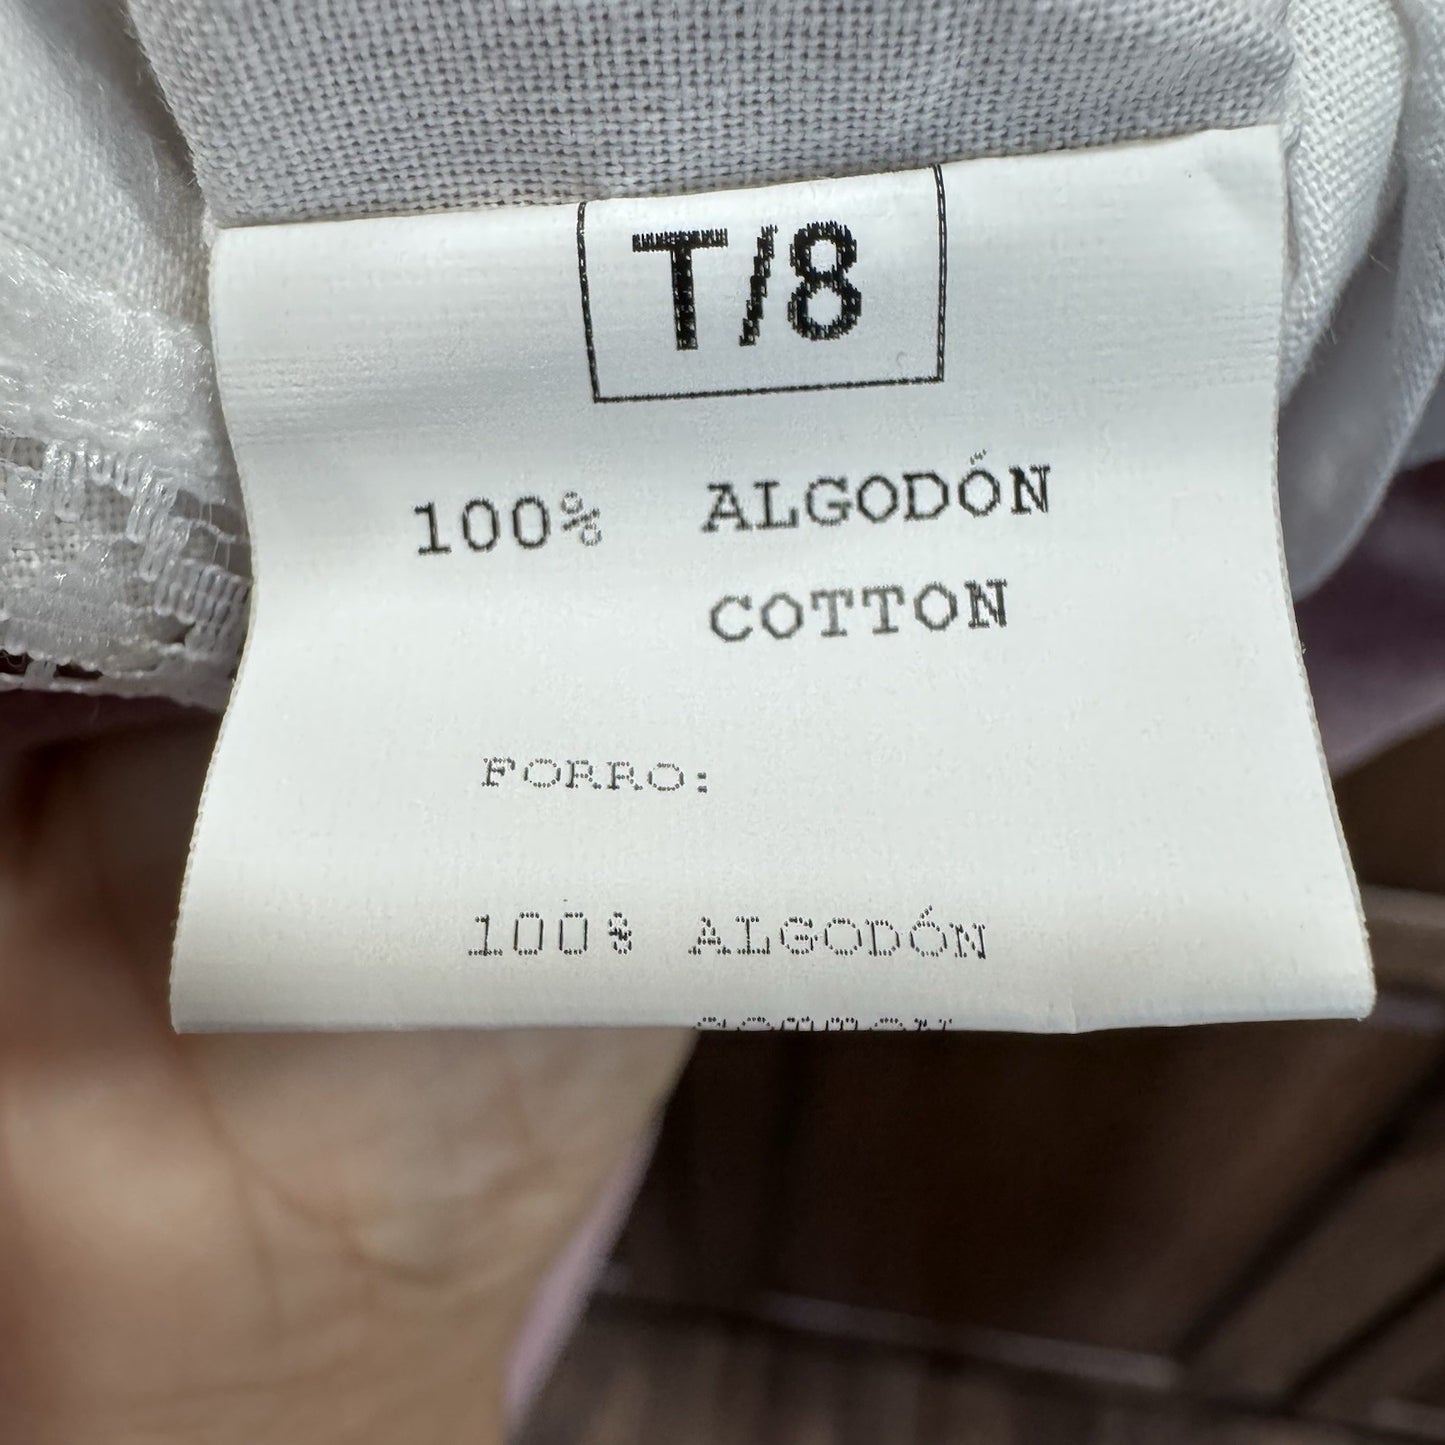 T/8
100% ALGODÓN
COTTON
FORRO:
100% ALGODÓN